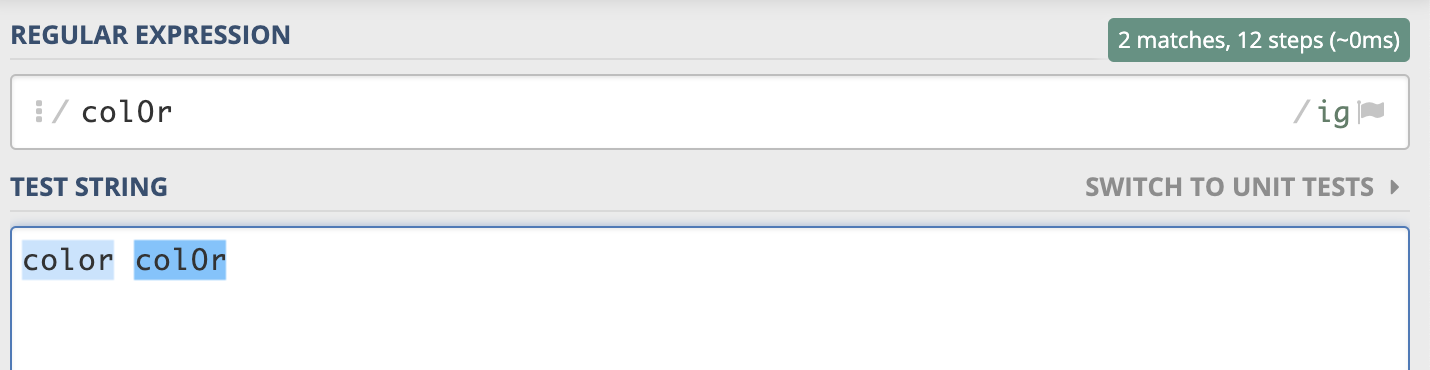 REGULAR EXPRESSION
2 matches, 12 steps (~0ms)
/ colOr / ig
TEST STRING
SWITCH TO UNIT TESTS
color colOr